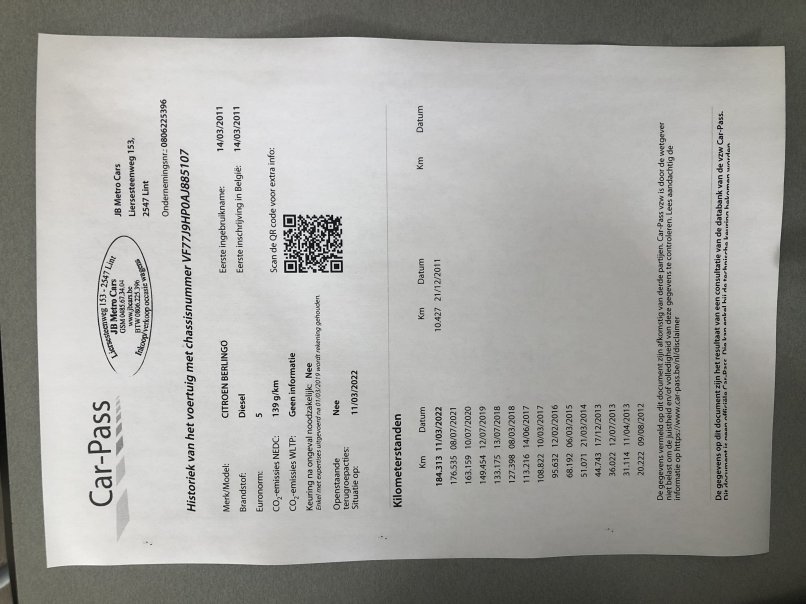 Car-Pass
Liersesteenweg 153 - 2547 Lint
JB Metro Cars
GSM 0485.67.34.04
www.jbcars.be
BTW 0806.225.396
Inkoop/verkoop occasie wagens
JB Metro Cars
Liersesteenweg 153,
2547 Lint
Ondernemingsnr.: 0806225396
Historiek van het voertuig met chassisnummer VF77J9HP0AJ885107
Merk/Model: CITROEN BERLINGO
Brandstof: Diesel
Euronorm: 5
CO₂-emissies NEDC: 139 g/km
CO₂-emissies WLTP: Geen informatie
Keuring na ongeval noodzakelijk: Nee
Enkel met expertises uitgevoerd na 01/03/2019 wordt rekening gehouden.
Openstaande terugroepacties: Nee
Situatie op: 11/03/2022
Eerste ingebruikname: 14/03/2011
Eerste inschrijving in België: 14/03/2011
Scan de QR code voor extra info:
Kilometerstanden
Km Datum Km Datum Km Datum
184.313 11/03/2022 10.427 21/12/2011
176.535 08/07/2021
163.159 10/07/2020
149.454 12/07/2019
133.175 13/07/2018
127.398 08/03/2018
113.216 14/06/2017
108.822 10/03/2017
95.632 12/02/2016
68.192 06/03/2015
51.071 21/03/2014
44.743 17/12/2013
36.022 12/07/2013
31.114 11/04/2013
20.222 09/08/2012
De gegevens vermeld op dit document zijn afkomstig van derde partijen. Car-Pass vzw is door de wetgever
niet belast om de juistheid en/of volledigheid van deze gegevens te controleren. Lees aandachtig de
informatie op https://www.car-pass.be/nl/disclaimer
De gegevens op dit document zijn het resultaat van een consultatie van de databank van de vzw Car-Pass.
Dit document is geen officiële Car-Pass. Die kan enkel bij de technische keuring bekomen worden